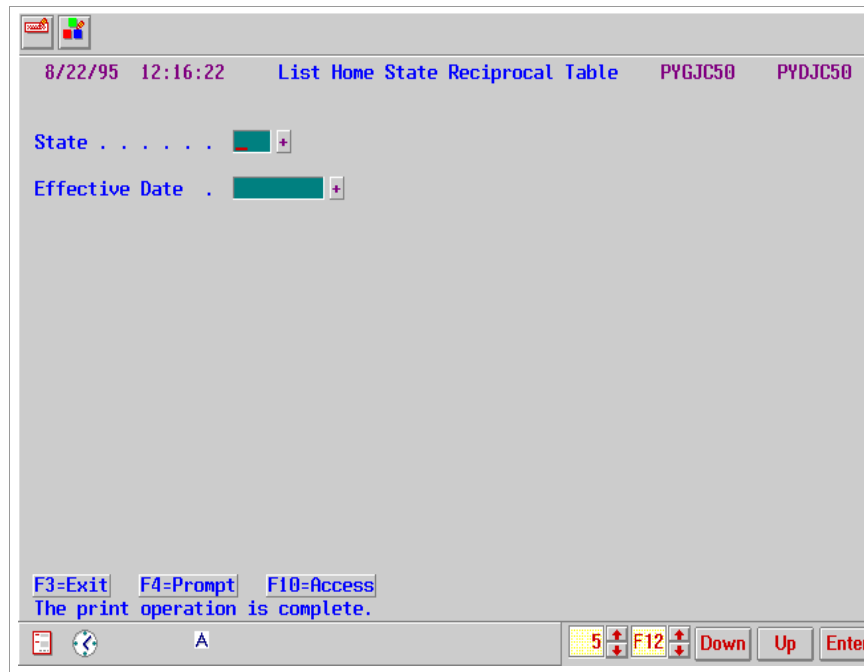 8/22/95 12:16:22 List Home State Reciprocal Table PYGJC50 PYDJC50
State . . . . . . _ +
Effective Date . +
F3=Exit F4=Prompt F10=Access
The print operation is complete.
A 5 F12 Down Up Enter